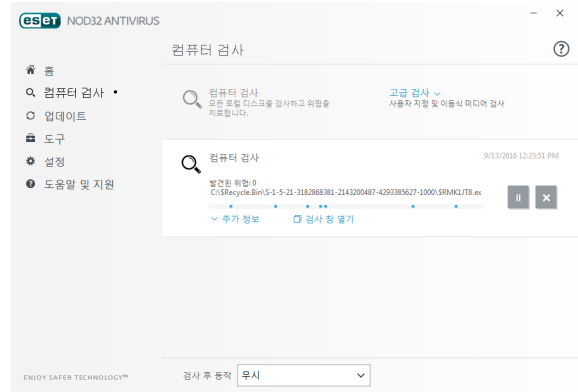 eset NOD32 ANTIVIRUS
컴퓨터 검사
홈
컴퓨터 검사
업데이트
도구
설정
도움말 및 지원
컴퓨터 검사
모든 로컬 디스크를 검사하고 위협을
치료합니다.
고급 검사
사용자 지정 및 이동식 미디어 검사
컴퓨터 검사
9/13/2016 12:23:51 PM
발견된 위협: 0
C:\$Recycle.Bin\S-1-5-21-3182868381-2143200487-4293385627-1000\$RMK1JT8.ex
추가 정보
검사 창 열기
ENJOY SAFER TECHNOLOGY™
검사 후 동작
무시